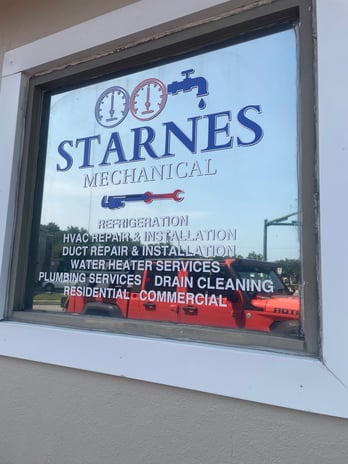 STARNES
MECHANICAL
REFRIGERATION
HVAC REPAIR & INSTALLATION
DUCT REPAIR & INSTALLATION
WATER HEATER SERVICES
PLUMBING SERVICES DRAIN CLEANING
RESIDENTIAL COMMERCIAL